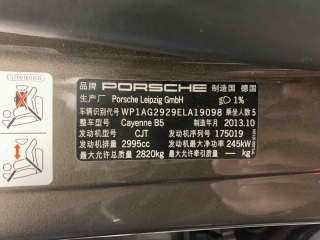 品牌 PORSCHE 制造国 德国
生产厂 Porsche Leipzig GmbH 1%
车辆识别代号 WP1AG2929ELA19098 乘坐人数 5
整车型号 Cayenne B5 制造年月 2013.10
发动机型号 CJT 发动机号 175019
发动机排量 2995cc 发动机最大净功率 245kW
最大允许总质量 2820kg 最大允许牵引质量 — kg